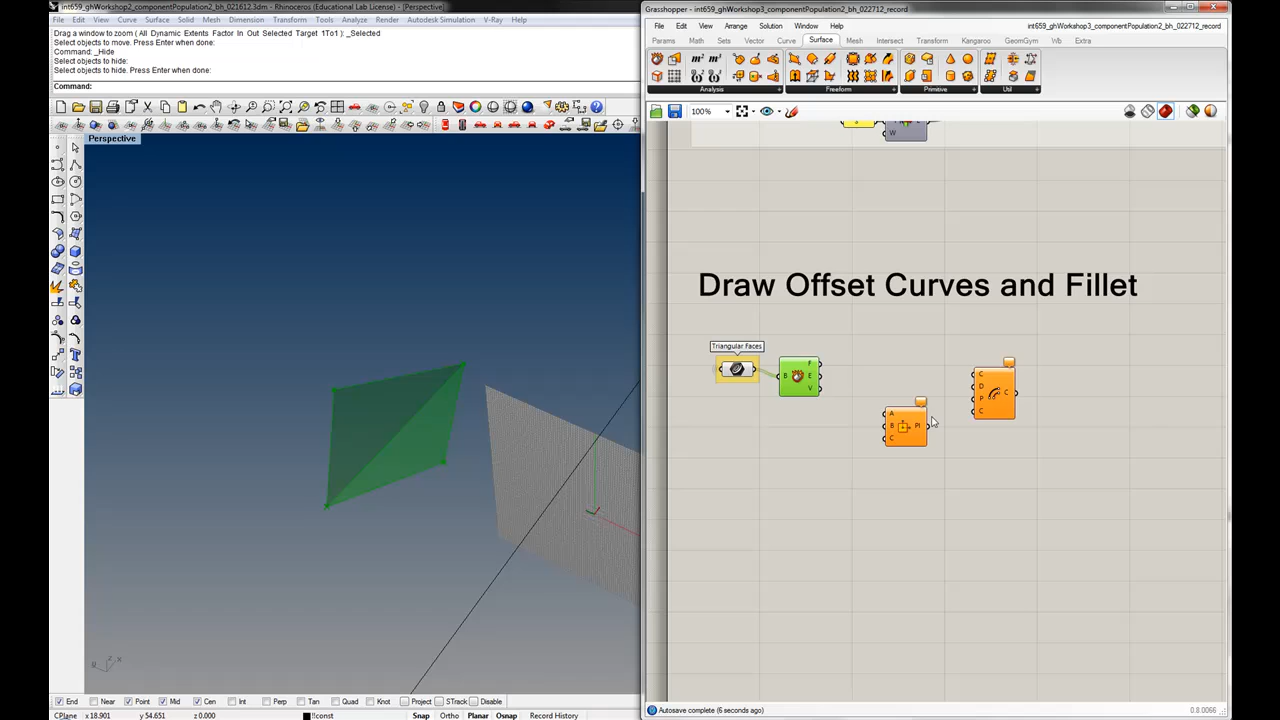 int659_ghWorkshop2_componentPopulation2_bh_021612.3dm - Rhinoceros (Educational Lab License) - [Perspective]
File Edit View Curve Surface Solid Mesh Dimension Transform Tools Analyze Render Autodesk Simulation V-Ray Help
Drag a window to zoom ( All Dynamic Extents Factor In Out Selected Target 1To1 ): _Selected
Select objects to move. Press Enter when done:
Command: _Hide
Select objects to hide:
Select objects to hide. Press Enter when done:
Command:
Perspective
Grasshopper - int659_ghWorkshop3_componentPopulation2_bh_022712_record
File Edit View Arrange Solution Window Help
int659_ghWorkshop3_componentPopulation2_bh_022712_record
Params Math Sets Vector Curve Surface Mesh Intersect Transform Kangaroo GeomGym Wb Extra
Analysis Freeform Primitive Util
100%
W
Draw Offset Curves and Fillet
Triangular Faces
B F E V
A B C Pl
C D P C C
z x
End Near Point Mid Cen Int Perp Tan Quad Knot Project STrack Disable
CPlane x 18.901 y 54.651 z 0.000 !!const Snap Ortho Planar Osnap Record History
Autosave complete (6 seconds ago)
0.8.0066